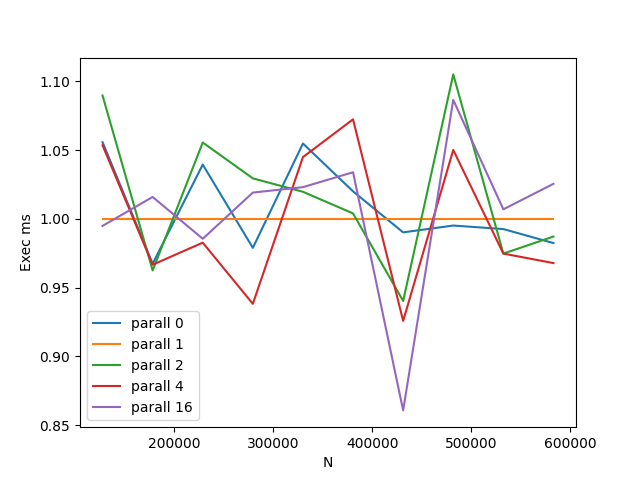 1.10
1.05
1.00
0.95
0.90
0.85
Exec ms
parall 0
parall 1
parall 2
parall 4
parall 16
200000 300000 400000 500000 600000
N